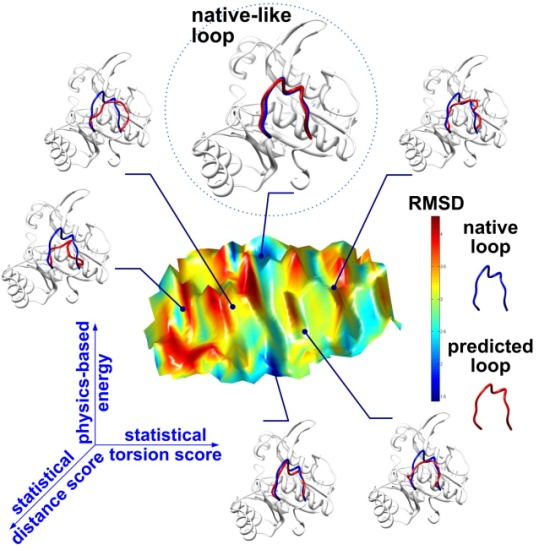 native-like
loop
RMSD
native
loop
predicted
loop
physics-based
energy
statistical
torsion score
statistical
distance score